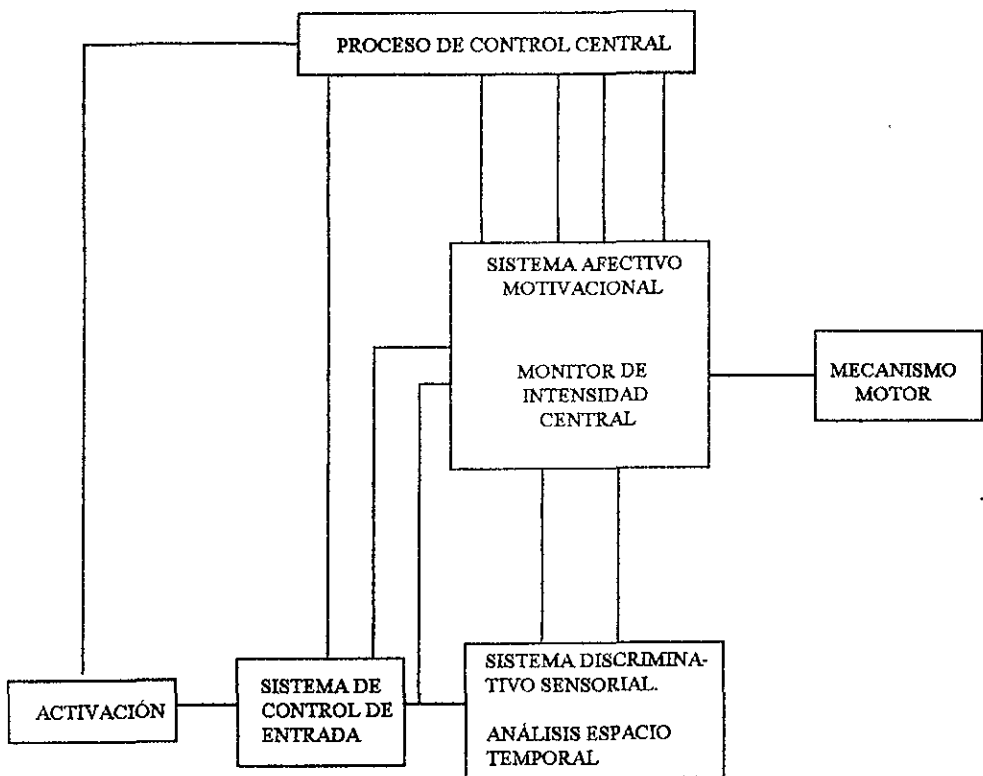 PROCESO DE CONTROL CENTRAL
SISTEMA AFECTIVO
MOTIVACIONAL
MONITOR DE
INTENSIDAD
CENTRAL
MECANISMO
MOTOR
ACTIVACIÓN
SISTEMA DE
CONTROL DE
ENTRADA
SISTEMA DISCRIMINA-
TIVO SENSORIAL.
ANÁLISIS ESPACIO
TEMPORAL